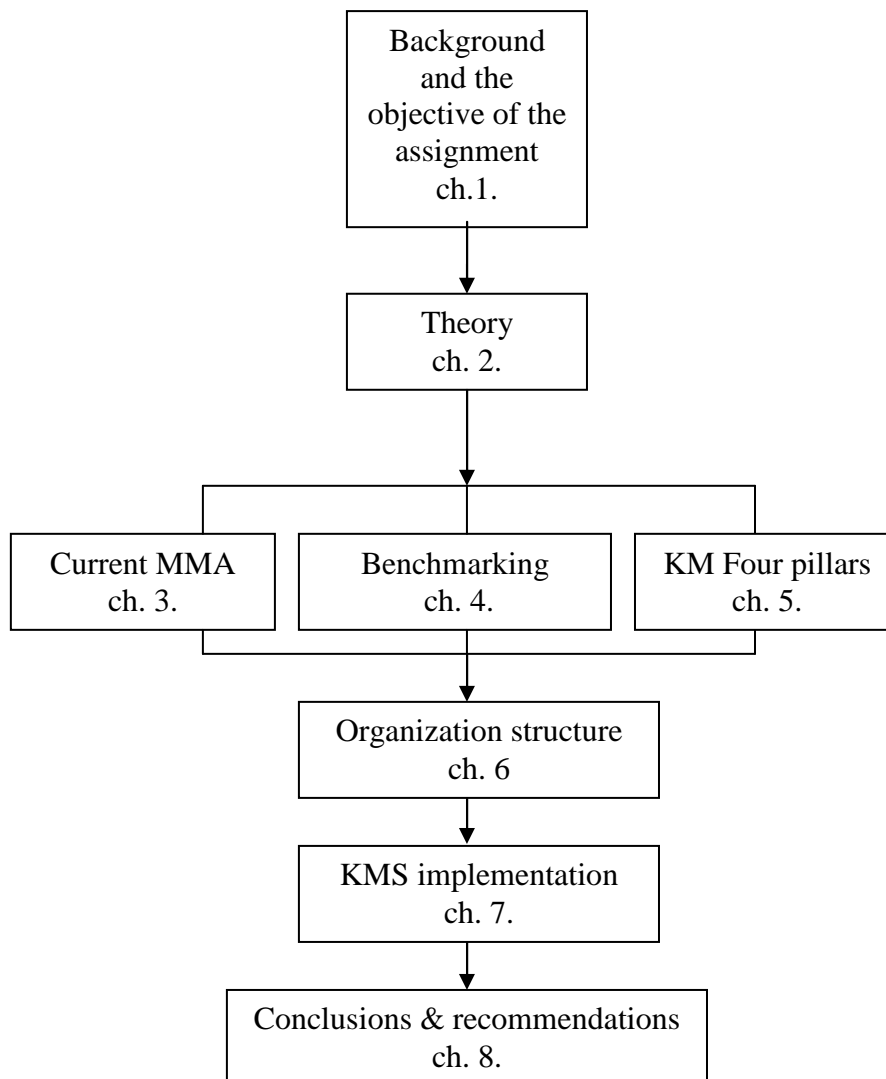 Background
and the
objective of the
assignment
ch.1.
Theory
ch. 2.
Current MMA
ch. 3.
Benchmarking
ch. 4.
KM Four pillars
ch. 5.
Organization structure
ch. 6
KMS implementation
ch. 7.
Conclusions & recommendations
ch. 8.